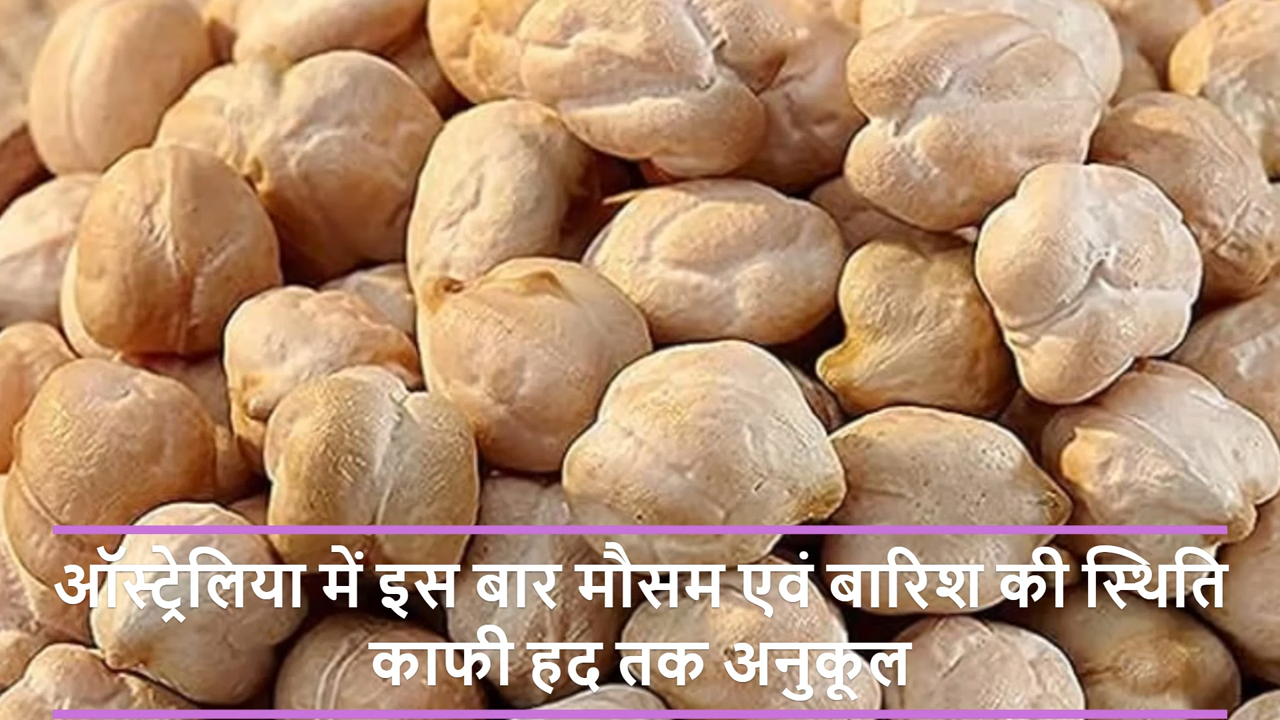 ऑस्ट्रेलिया में इस बार मौसम एवं बारिश की स्थिति
काफी हद तक अनुकूल